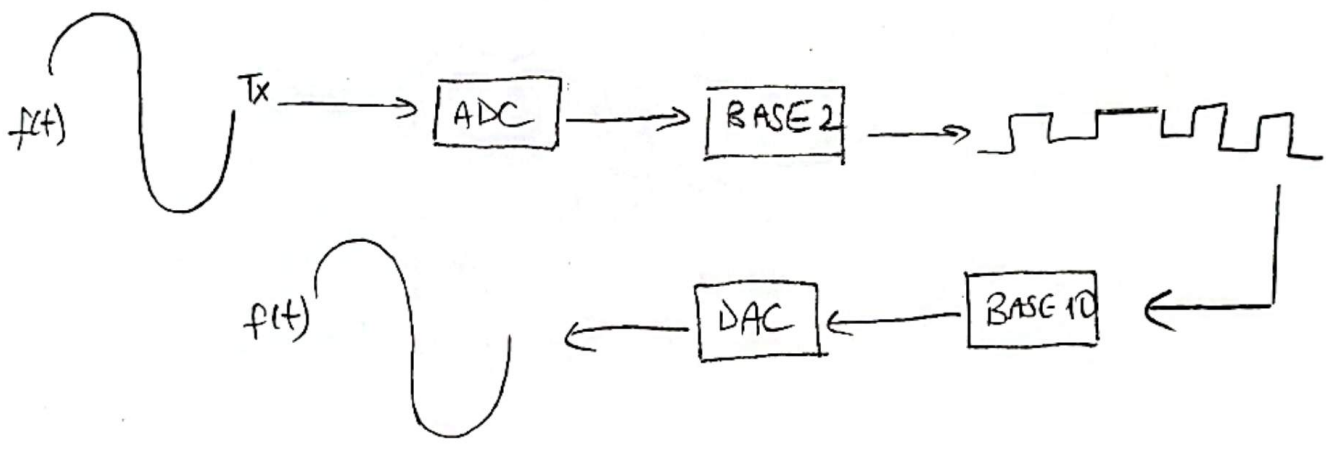 f(t)
Tx
ADC
BASE 2
f(t)
DAC
BASE 10